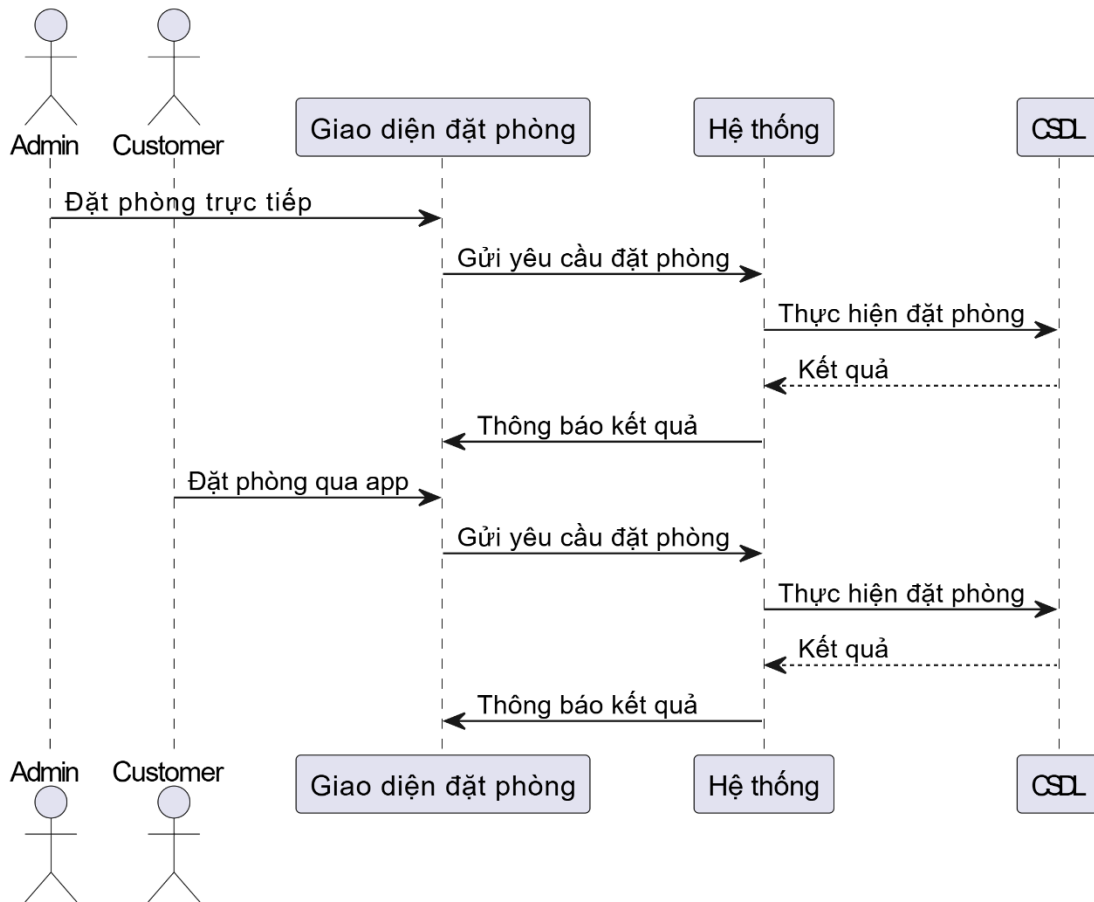 Admin
Customer
Giao diện đặt phòng
Hệ thống
CSDL
Đặt phòng trực tiếp
Gửi yêu cầu đặt phòng
Thực hiện đặt phòng
Kết quả
Thông báo kết quả
Đặt phòng qua app
Gửi yêu cầu đặt phòng
Thực hiện đặt phòng
Kết quả
Thông báo kết quả
Admin
Customer
Giao diện đặt phòng
Hệ thống
CSDL